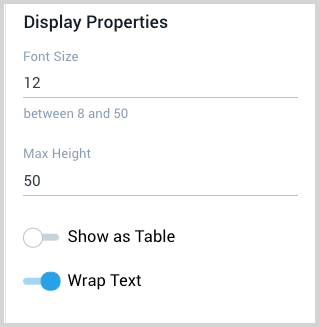 Display Properties
Font Size
12
between 8 and 50
Max Height
50
Show as Table
Wrap Text